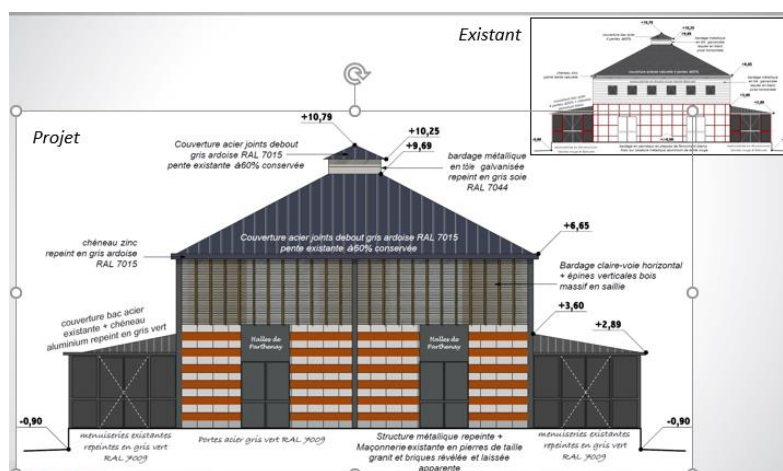 Existant
Projet
+10,79
+10,25
+9,69
Couverture acier joints debout
gris ardoise RAL 7015
pente existante à60% conservée
bardage métallique
en tôle galvanisée
repeint en gris soie
RAL 7044
chéneau zinc
repeint en gris ardoise
RAL 7015
Couverture acier joints debout gris ardoise RAL 7015
pente existante à60% conservée
+6,65
Bardage claire-voie horizontal
+ épines verticales bois
massif en saillie
couverture bac acier
existante + chéneau
aluminium repeint en gris vert
+3,60
+2,89
Halles de
Parthenay
Halles de
Parthenay
-0,90
-0,90
menuiseries existantes
repeintes en gris vert
RAL 7009
Portes acier gris vert RAL 7009
Structure métallique repeinte +
Maçonnerie existante en pierres de taille
granit et briques révélée et laissée
apparente
menuiseries existantes
repeintes en gris vert
RAL 7009